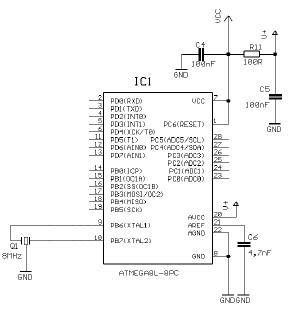 VCC
V+
C4
100nF
GND
R11
100R
C5
100nF
GND
IC1
2 PD0(RXD)
3 PD1(TXD)
4 PD2(INT0)
5 PD3(INT1)
6 PD4(XCK/T0)
11 PD5(T1)
12 PD6(AIN0)
13 PD7(AIN1)
14 PB0(ICP)
15 PB1(OC1A)
16 PB2(SS(OC1B)
17 PB3(MOSI/OC2)
18 PB4(MISO)
19 PB5(SCK)
9 PB6(XTAL1)
10 PB7(XTAL2)
VCC 7
PC6(RESET) 1
PC5(ADC5/SCL) 28
PC4(ADC4/SDA) 27
PC3(ADC3) 26
PC2(ADC2) 25
PC1(ADC1) 24
PC0(ADC0) 23
AVCC 20
AREF 21
AGND 22
GND 8
V+
Q1
8MHz
GND
C6
4,7nF
ATMEGA8L-8PC
GND GND